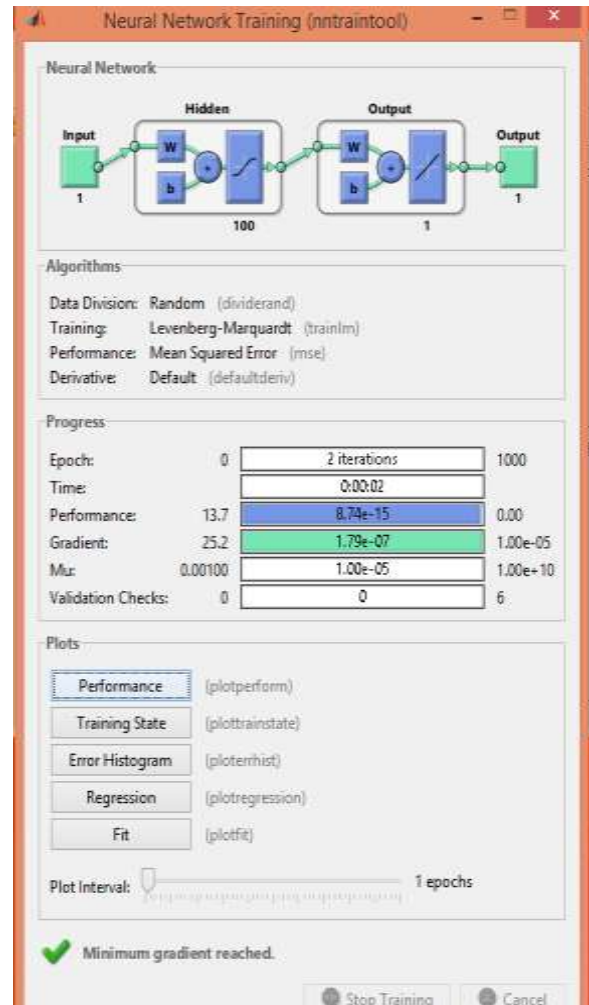 Neural Network Training (nntraintool)
Neural Network
Hidden Output
Input Output
W W
b b
+ +
1 1
100 1
Algorithms
Data Division: Random (dividerand)
Training: Levenberg-Marquardt (trainlm)
Performance: Mean Squared Error (mse)
Derivative: Default (defaultderiv)
Progress
Epoch: 0 2 iterations 1000
Time: 0:00:02
Performance: 13.7 8.74e-15 0.00
Gradient: 25.2 1.79e-07 1.00e-05
Mu: 0.00100 1.00e-05 1.00e+10
Validation Checks: 0 0 6
Plots
Performance (plotperform)
Training State (plottrainstate)
Error Histogram (ploterrhist)
Regression (plotregression)
Fit (plotfit)
Plot Interval: 1 epochs
Minimum gradient reached.
Stop Training Cancel